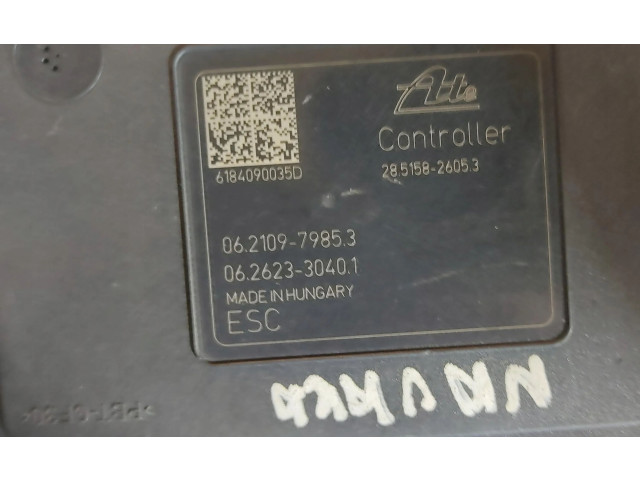 Ate
Controller
6184090035D
28.5158-2605.3
06.2109-7985.3
06.2623-3040.1
MADE IN HUNGARY
ESC